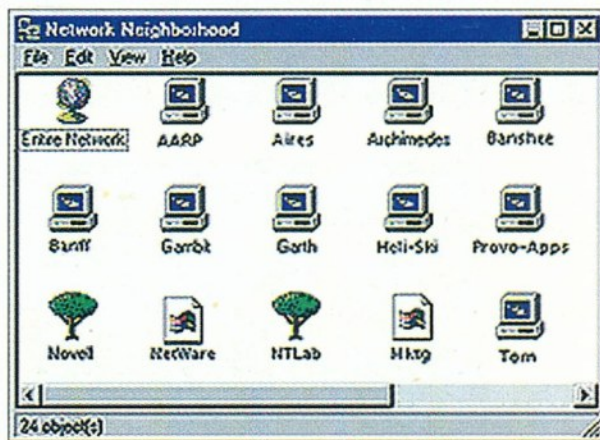 Network Neighborhood
File Edit View Help
Entire Network AARP Aires Archimedes Banshee
Banff Gambit Garth Heli-Ski Provo-Apps
Novell NetWare NTLab Mktg Tom
24 object(s)